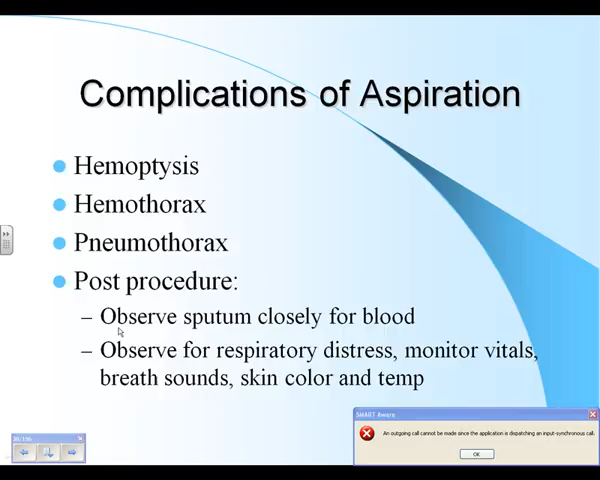 Complications of Aspiration
Hemoptysis
Hemothorax
Pneumothorax
Post procedure:
– Observe sputum closely for blood
– Observe for respiratory distress, monitor vitals,
breath sounds, skin color and temp
SMART Aware
An outgoing call cannot be made since the application is dispatching an input-synchronous call.
OK
30/196